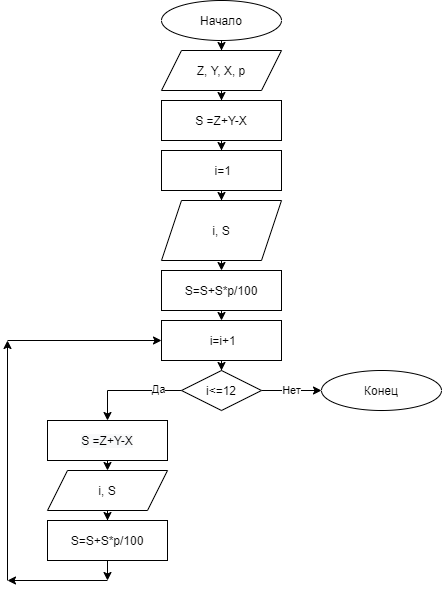 Начало
Z, Y, X, p
S =Z+Y-X
i=1
i, S
S=S+S*p/100
i=i+1
Да
i<=12
Нет
Конец
S =Z+Y-X
i, S
S=S+S*p/100